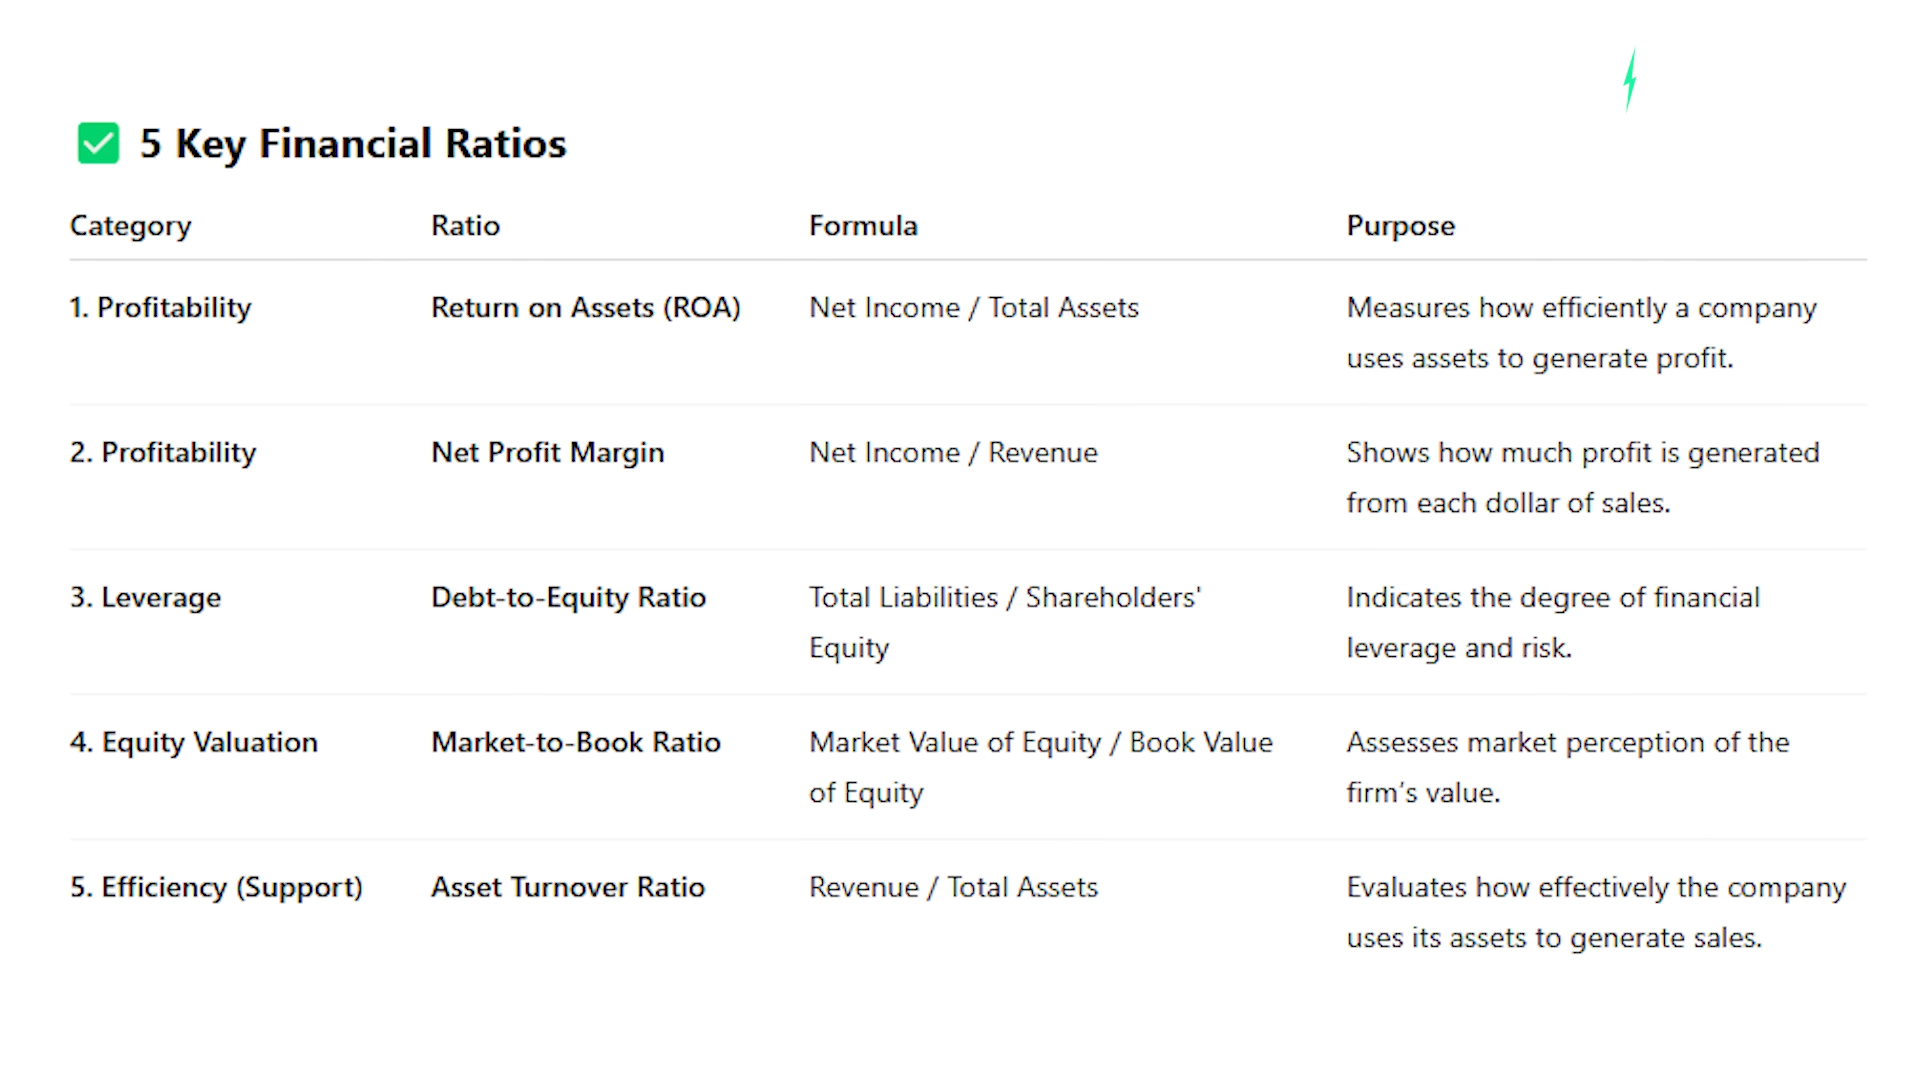 ✅ 5 Key Financial Ratios
Category Ratio Formula Purpose
1. Profitability Return on Assets (ROA) Net Income / Total Assets Measures how efficiently a company
uses assets to generate profit.
2. Profitability Net Profit Margin Net Income / Revenue Shows how much profit is generated
from each dollar of sales.
3. Leverage Debt-to-Equity Ratio Total Liabilities / Shareholders' Indicates the degree of financial
Equity leverage and risk.
4. Equity Valuation Market-to-Book Ratio Market Value of Equity / Book Value Assesses market perception of the
of Equity firm's value.
5. Efficiency (Support) Asset Turnover Ratio Revenue / Total Assets Evaluates how effectively the company
uses its assets to generate sales.